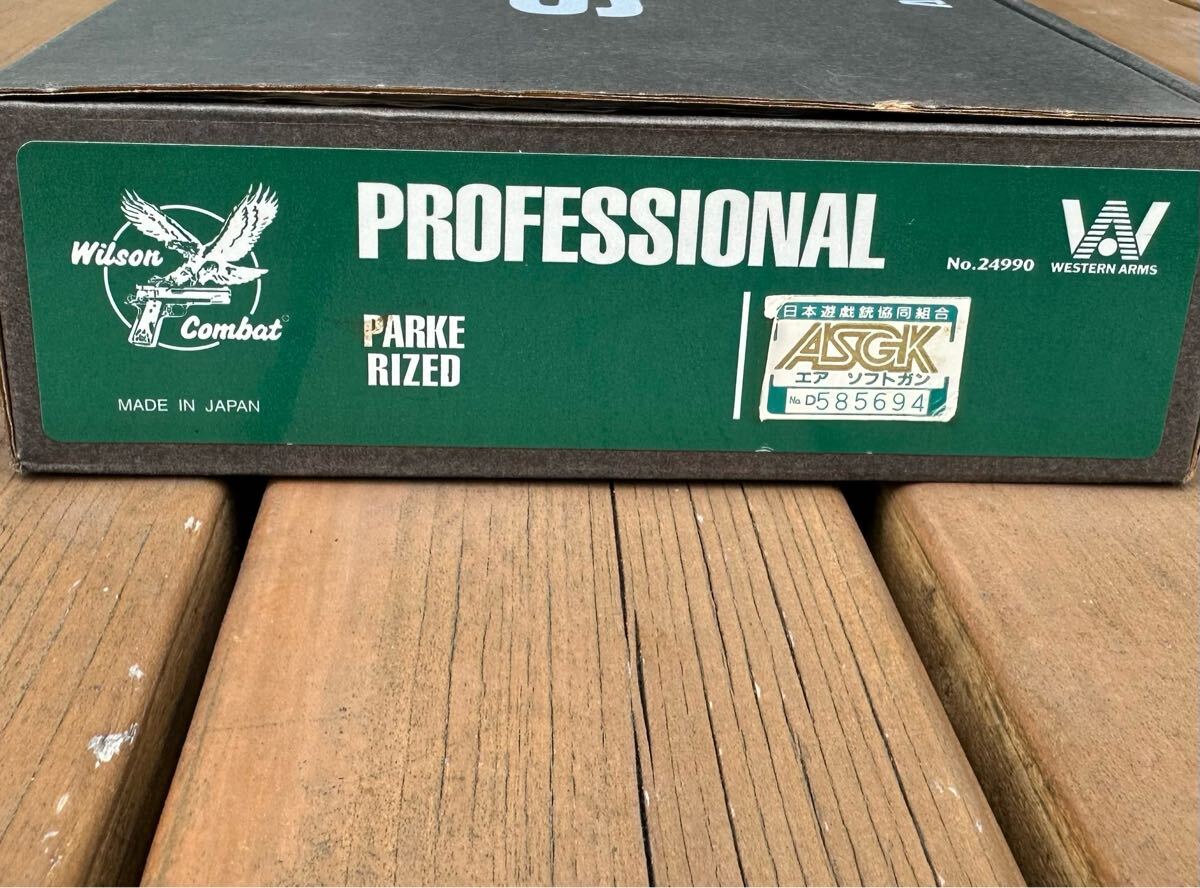 Wilson
Combat
MADE IN JAPAN
PROFESSIONAL
PARKE
RIZED
No.24990
WESTERN ARMS
日本遊戯銃協同組合
ASGK
エア ソフトガン
No. D585694